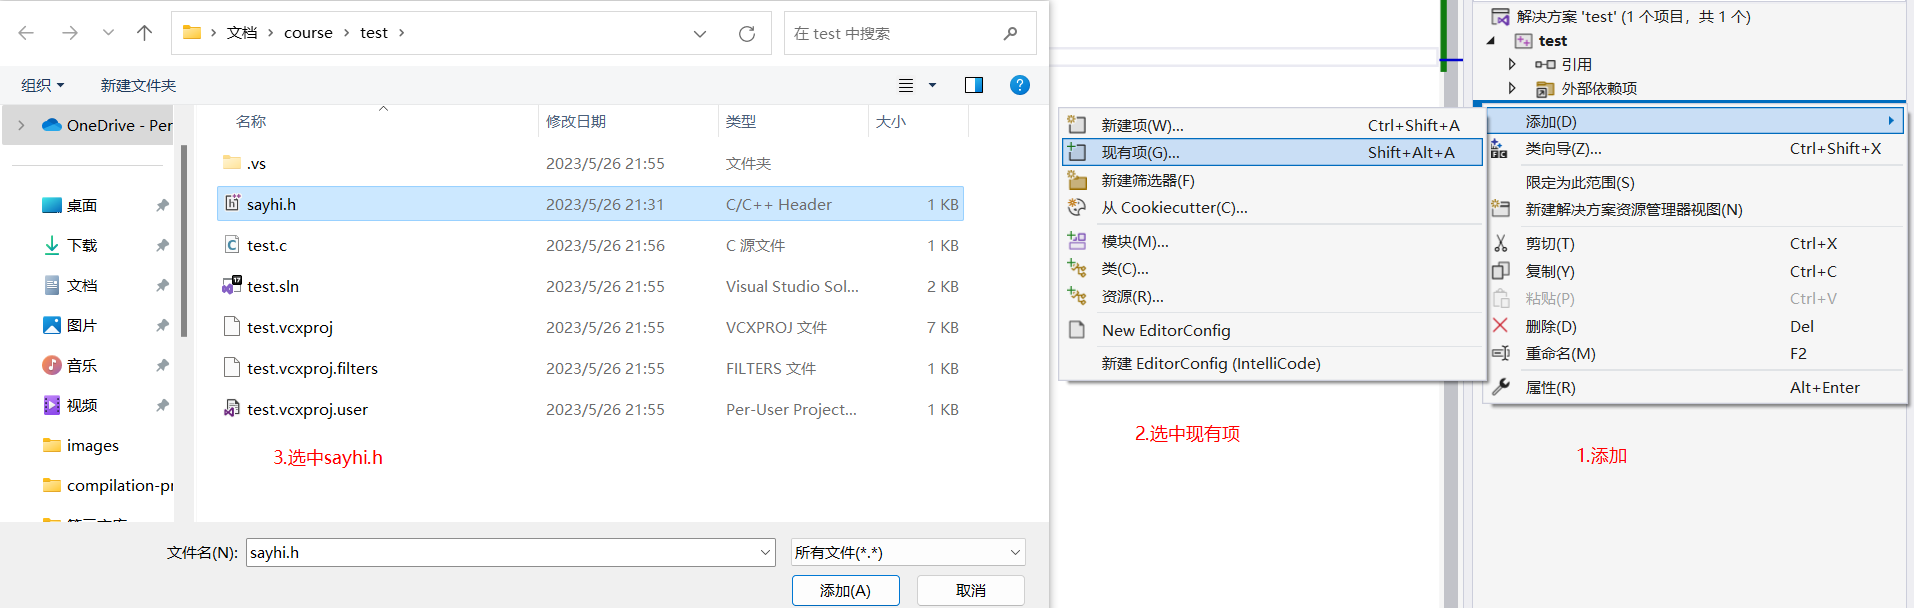 文档 › course › test ›
在 test 中搜索
组织
新建文件夹
OneDrive - Per
桌面
下载
文档
图片
音乐
视频
images
compilation-pr
名称 修改日期 类型 大小
.vs 2023/5/26 21:55 文件夹
sayhi.h 2023/5/26 21:31 C/C++ Header 1 KB
test.c 2023/5/26 21:56 C 源文件 1 KB
test.sln 2023/5/26 21:55 Visual Studio Sol... 2 KB
test.vcxproj 2023/5/26 21:55 VCXPROJ 文件 7 KB
test.vcxproj.filters 2023/5/26 21:55 FILTERS 文件 1 KB
test.vcxproj.user 2023/5/26 21:55 Per-User Project... 1 KB
3.选中sayhi.h
文件名(N): sayhi.h 所有文件(*.*)
添加(A) 取消
新建项(W)... Ctrl+Shift+A
现有项(G)... Shift+Alt+A
新建筛选器(F)
从 Cookiecutter(C)...
模块(M)...
类(C)...
资源(R)...
New EditorConfig
新建 EditorConfig (IntelliCode)
2.选中现有项
解决方案 'test' (1 个项目，共 1 个)
test
引用
外部依赖项
添加(D)
类向导(Z)... Ctrl+Shift+X
限定为此范围(S)
新建解决方案资源管理器视图(N)
剪切(T) Ctrl+X
复制(Y) Ctrl+C
粘贴(P) Ctrl+V
删除(D) Del
重命名(M) F2
属性(R) Alt+Enter
1.添加